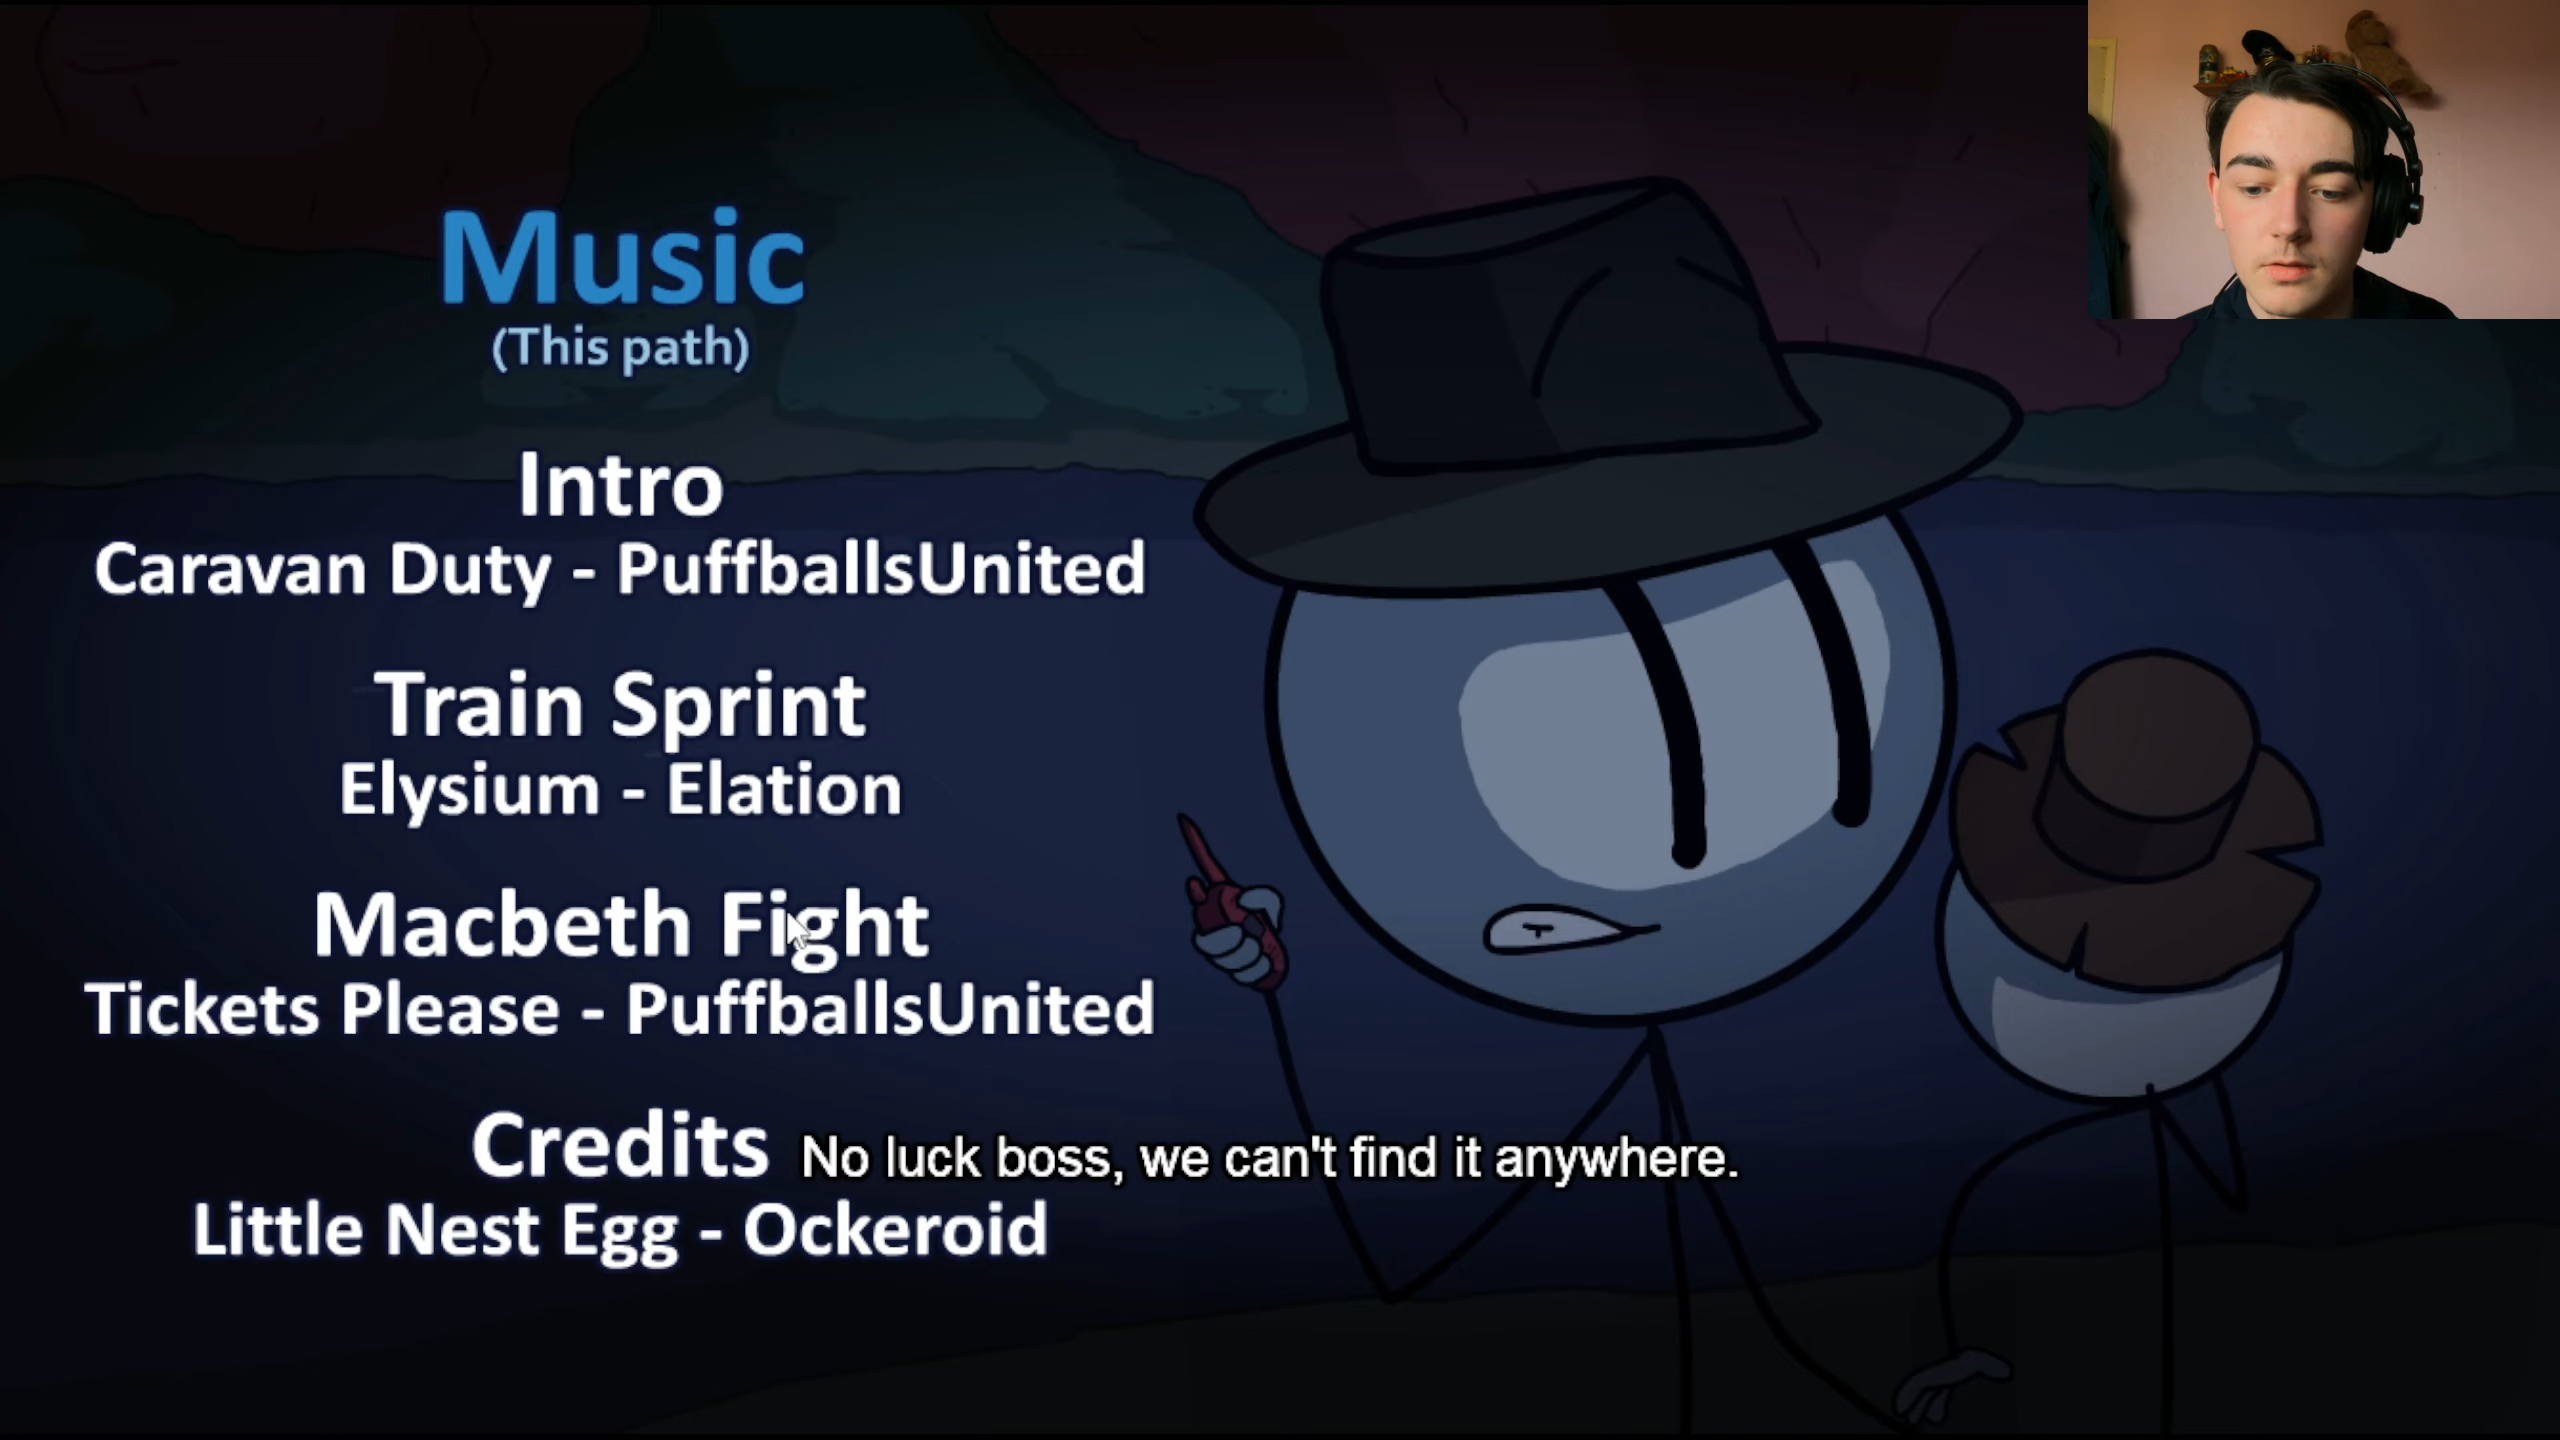 Music
(This path)
Intro
Caravan Duty - PuffballsUnited
Train Sprint
Elysium - Elation
Macbeth Fight
Tickets Please - PuffballsUnited
Credits
No luck boss, we can't find it anywhere.
Little Nest Egg - Ockeroid